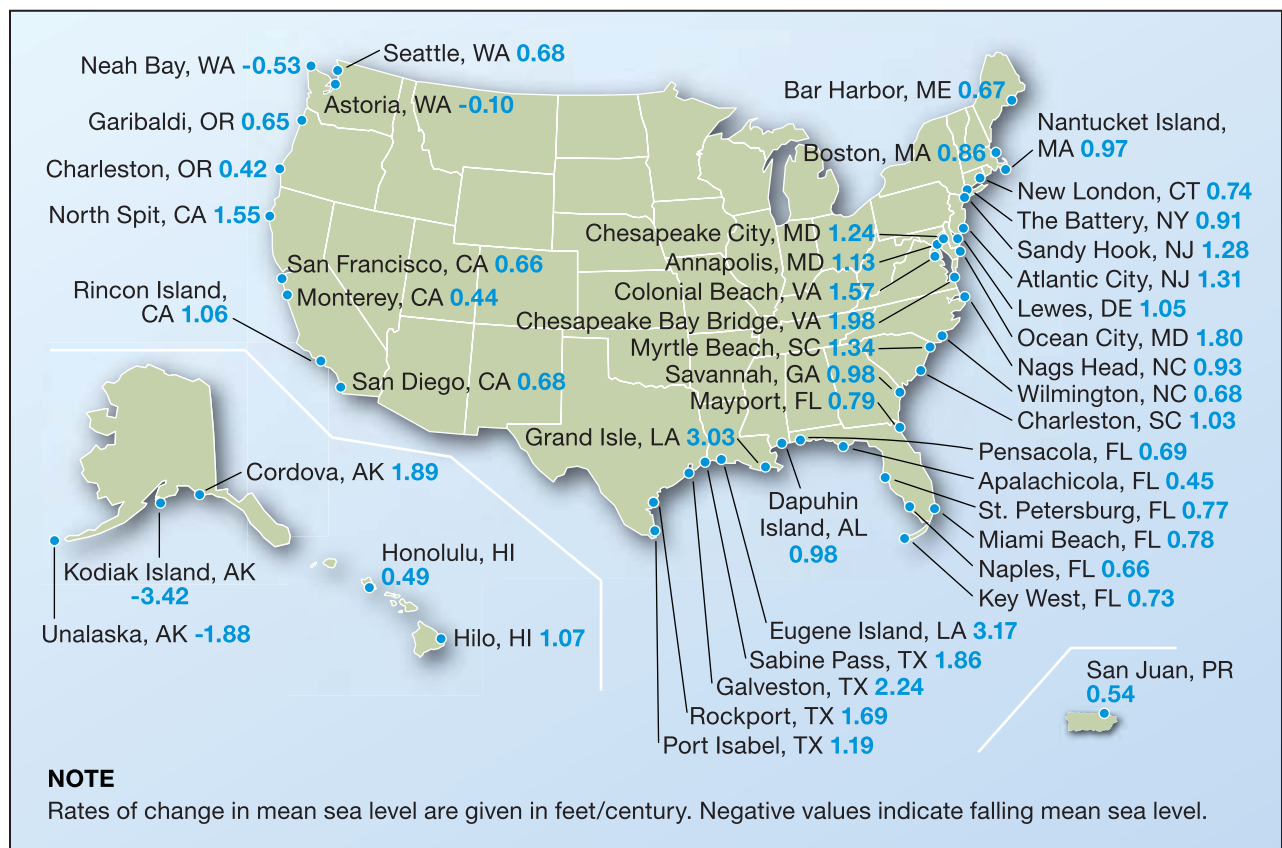 Neah Bay, WA -0.53
Seattle, WA 0.68
Astoria, WA -0.10
Garibaldi, OR 0.65
Charleston, OR 0.42
North Spit, CA 1.55
San Francisco, CA 0.66
Monterey, CA 0.44
Rincon Island,
CA 1.06
San Diego, CA 0.68
Bar Harbor, ME 0.67
Nantucket Island,
MA 0.97
Boston, MA 0.86
New London, CT 0.74
The Battery, NY 0.91
Sandy Hook, NJ 1.28
Atlantic City, NJ 1.31
Lewes, DE 1.05
Ocean City, MD 1.80
Nags Head, NC 0.93
Wilmington, NC 0.68
Charleston, SC 1.03
Chesapeake City, MD 1.24
Annapolis, MD 1.13
Colonial Beach, VA 1.57
Chesapeake Bay Bridge, VA 1.98
Myrtle Beach, SC 1.34
Savannah, GA 0.98
Mayport, FL 0.79
Grand Isle, LA 3.03
Pensacola, FL 0.69
Apalachicola, FL 0.45
St. Petersburg, FL 0.77
Miami Beach, FL 0.78
Naples, FL 0.66
Key West, FL 0.73
Dapuhin
Island, AL
0.98
Eugene Island, LA 3.17
Sabine Pass, TX 1.86
Galveston, TX 2.24
Rockport, TX 1.69
Port Isabel, TX 1.19
Cordova, AK 1.89
Kodiak Island, AK
-3.42
Unalaska, AK -1.88
Honolulu, HI
0.49
Hilo, HI 1.07
San Juan, PR
0.54
NOTE
Rates of change in mean sea level are given in feet/century. Negative values indicate falling mean sea level.